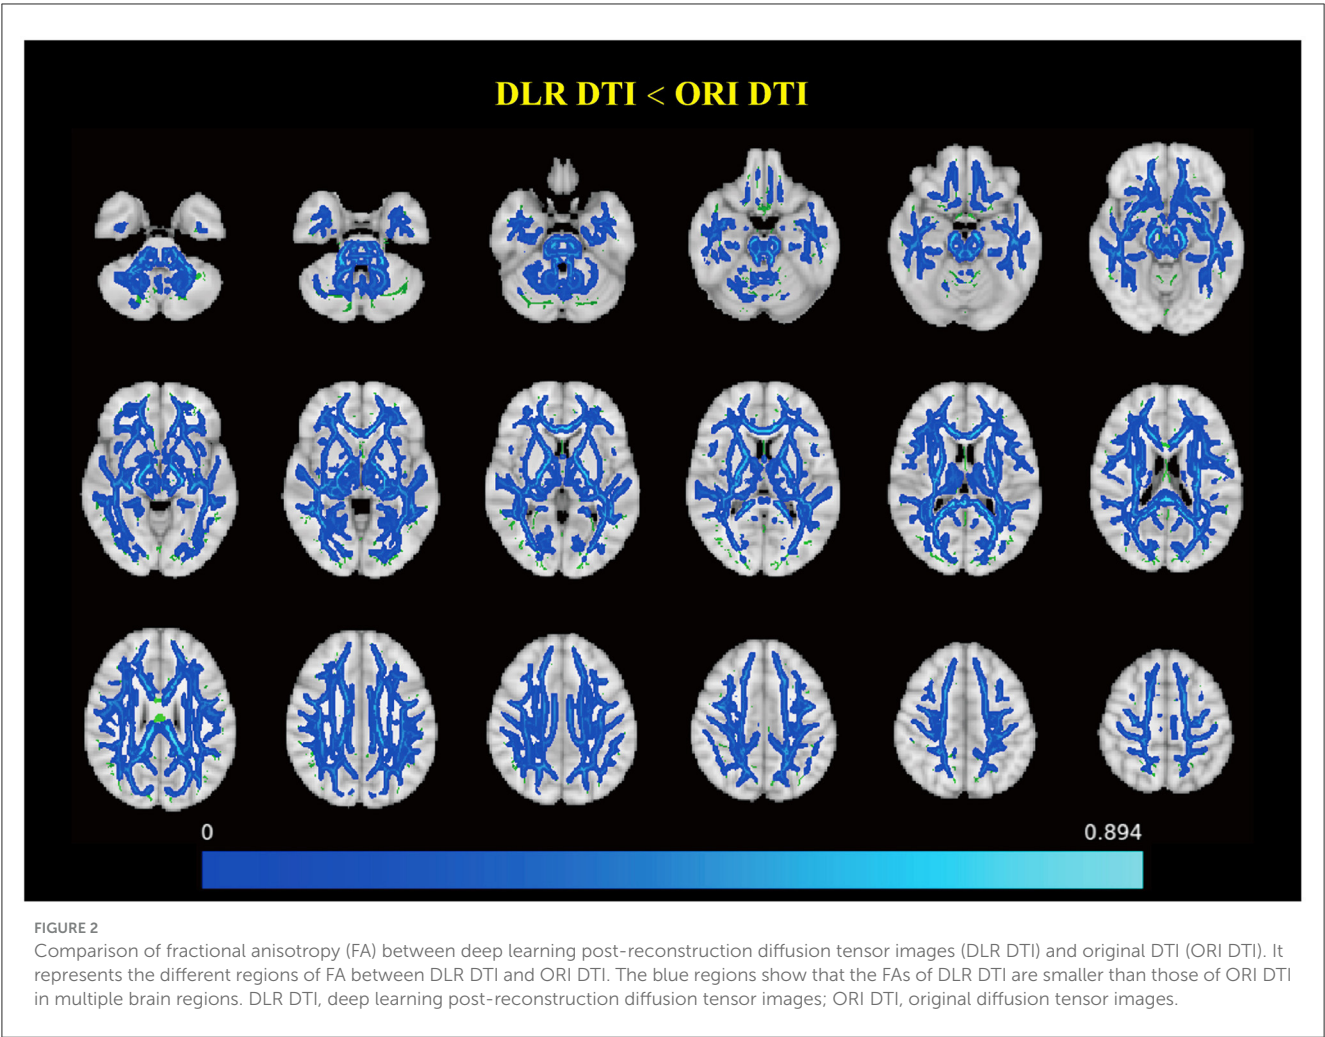 DLR DTI < ORI DTI
0
0.894
FIGURE 2
Comparison of fractional anisotropy (FA) between deep learning post-reconstruction diffusion tensor images (DLR DTI) and original DTI (ORI DTI). It
represents the different regions of FA between DLR DTI and ORI DTI. The blue regions show that the FAs of DLR DTI are smaller than those of ORI DTI
in multiple brain regions. DLR DTI, deep learning post-reconstruction diffusion tensor images; ORI DTI, original diffusion tensor images.